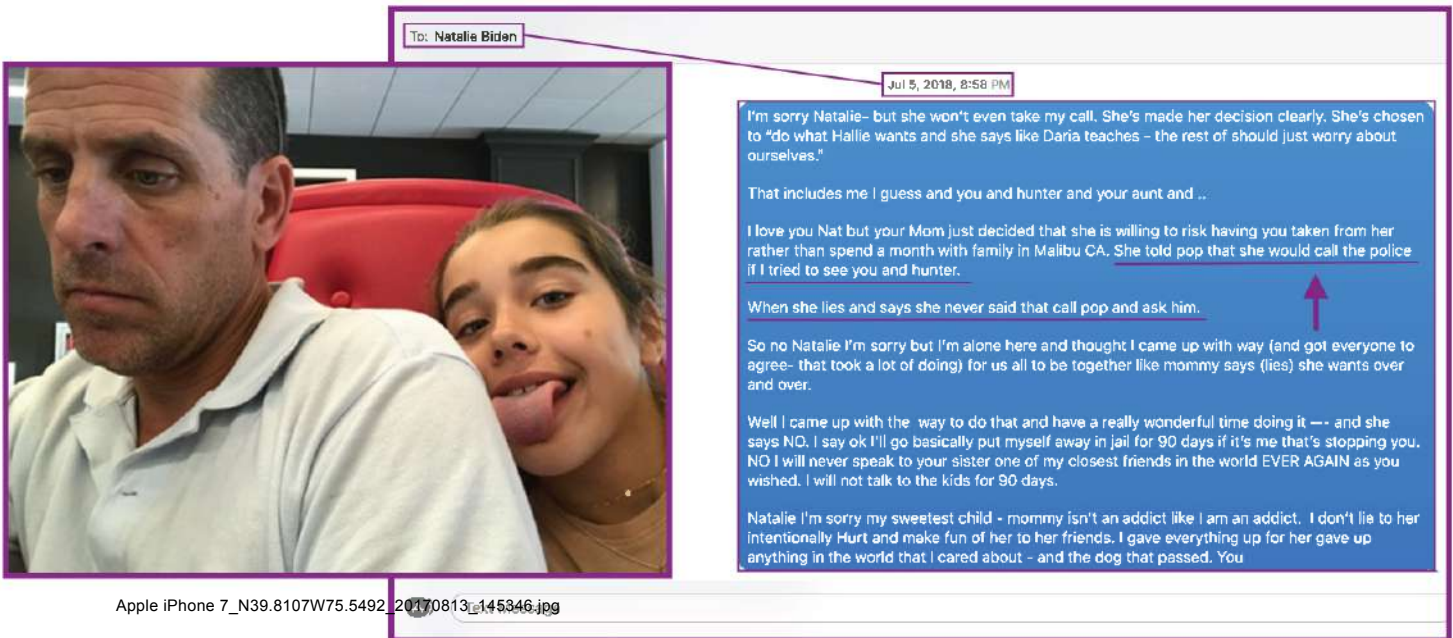 To: Natalie Biden
Jul 5, 2018, 8:58 PM
I'm sorry Natalie- but she won't even take my call. She's made her decision clearly. She's chosen
to "do what Hallie wants and she says like Daria teaches - the rest of should just worry about
ourselves."
That includes me I guess and you and hunter and your aunt and ..
I love you Nat but your Mom just decided that she is willing to risk having you taken from her
rather than spend a month with family in Malibu CA. She told pop that she would call the police
if I tried to see you and hunter.
When she lies and says she never said that call pop and ask him.
So no Natalie I'm sorry but I'm alone here and thought I came up with way (and got everyone to
agree- that took a lot of doing) for us all to be together like mommy says (lies) she wants over
and over.
Well I came up with the way to do that and have a really wonderful time doing it —- and she
says NO. I say ok I'll go basically put myself away in jail for 90 days if it's me that's stopping you.
NO I will never speak to your sister one of my closest friends in the world EVER AGAIN as you
wished. I will not talk to the kids for 90 days.
Natalie I'm sorry my sweetest child - mommy isn't an addict like I am an addict. I don't lie to her
intentionally Hurt and make fun of her to her friends. I gave everything up for her gave up
anything in the world that I cared about - and the dog that passed. You
Apple iPhone 7_N39.8107W75.5492_20170813_145346.jpg